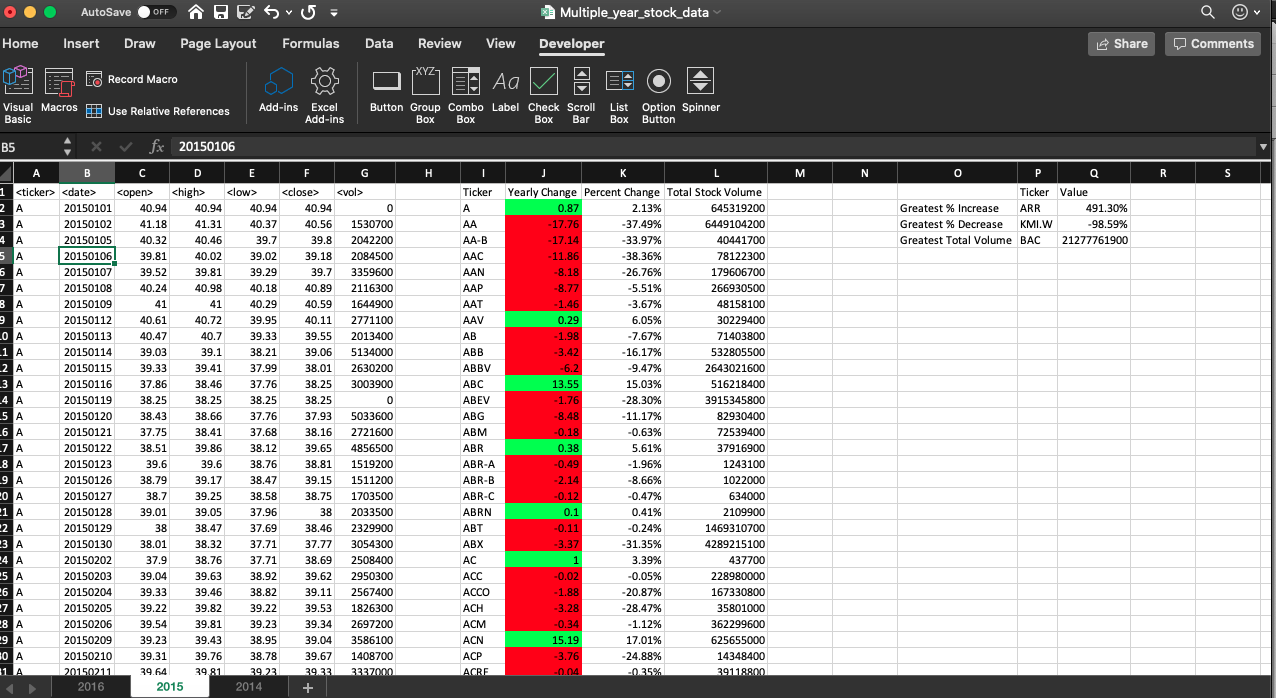 AutoSave OFF Multiple_year_stock_data
Home Insert Draw Page Layout Formulas Data Review View Developer Share Comments
Visual Basic Macros Record Macro Use Relative References Add-ins Excel Add-ins Button Group Box Combo Box Label Check Box Scroll Bar List Box Option Button Spinner
XYZ Aa
B5 fx 20150106
A B C D E F G H I J K L M N O P Q R S
1 <ticker> <date> <open> <high> <low> <close> <vol> Ticker Yearly Change Percent Change Total Stock Volume Ticker Value
2 A 20150101 40.94 40.94 40.94 40.94 0 A 0.87 2.13% 645319200 Greatest % Increase ARR 491.30%
3 A 20150102 41.18 41.31 40.37 40.56 1530700 AA -17.76 -37.49% 6449104200 Greatest % Decrease KMI.W -98.59%
4 A 20150105 40.32 40.46 39.7 39.8 2042200 AA-B -17.14 -33.97% 40441700 Greatest Total Volume BAC 21277761900
5 A 20150106 39.81 40.02 39.02 39.18 2084500 AAC -11.86 -38.36% 78122300
6 A 20150107 39.52 39.81 39.29 39.7 3359600 AAN -8.18 -26.76% 179606700
7 A 20150108 40.24 40.98 40.18 40.89 2116300 AAP -8.77 -5.51% 266930500
8 A 20150109 41 41 40.29 40.59 1644900 AAT -1.46 -3.67% 48158100
9 A 20150112 40.61 40.72 39.95 40.11 2771100 AAV 0.29 6.05% 30229400
.0 A 20150113 40.47 40.7 39.33 39.55 2013400 AB -1.98 -7.67% 71403800
.1 A 20150114 39.03 39.1 38.21 39.06 5134000 ABB -3.42 -16.17% 532805500
.2 A 20150115 39.33 39.41 37.99 38.01 2630200 ABBV -6.2 -9.47% 2643021600
.3 A 20150116 37.86 38.46 37.76 38.25 3003900 ABC 13.55 15.03% 516218400
.4 A 20150119 38.25 38.25 38.25 38.25 0 ABEV -1.76 -28.30% 3915345800
.5 A 20150120 38.43 38.66 37.76 37.93 5033600 ABG -8.48 -11.17% 82930400
.6 A 20150121 37.75 38.41 37.68 38.16 2721600 ABM -0.18 -0.63% 72539400
.7 A 20150122 38.51 39.86 38.12 39.65 4856500 ABR 0.38 5.61% 37916900
.8 A 20150123 39.6 39.6 38.76 38.81 1519200 ABR-A -0.49 -1.96% 1243100
.9 A 20150126 38.79 39.17 38.47 39.15 1511200 ABR-B -2.14 -8.66% 1022000
20 A 20150127 38.7 39.25 38.58 38.75 1703500 ABR-C -0.12 -0.47% 634000
21 A 20150128 39.01 39.05 37.96 38 2033500 ABRN 0.1 0.41% 2109900
22 A 20150129 38 38.47 37.69 38.46 2329900 ABT -0.11 -0.24% 1469310700
23 A 20150130 38.01 38.32 37.71 37.77 3054300 ABX -3.37 -31.35% 4289215100
24 A 20150202 37.9 38.76 37.71 38.69 2508400 AC 1 3.39% 437700
25 A 20150203 39.04 39.63 38.92 39.62 2950300 ACC -0.02 -0.05% 228980000
26 A 20150204 39.33 39.46 38.82 39.11 2567400 ACCO -1.88 -20.87% 167330800
27 A 20150205 39.22 39.82 39.22 39.53 1826300 ACH -3.28 -28.47% 35801000
28 A 20150206 39.54 39.81 39.23 39.34 2697200 ACM -0.34 -1.12% 362299600
29 A 20150209 39.23 39.43 38.95 39.04 3586100 ACN 15.19 17.01% 625655000
30 A 20150210 39.31 39.76 38.78 39.67 1408700 ACP -3.76 -24.88% 14348400
31 A 20150211 39.64 39.81 39.23 39.33 3337000 ACRE -0.04 -0.35% 39118800
2016 2015 2014 +